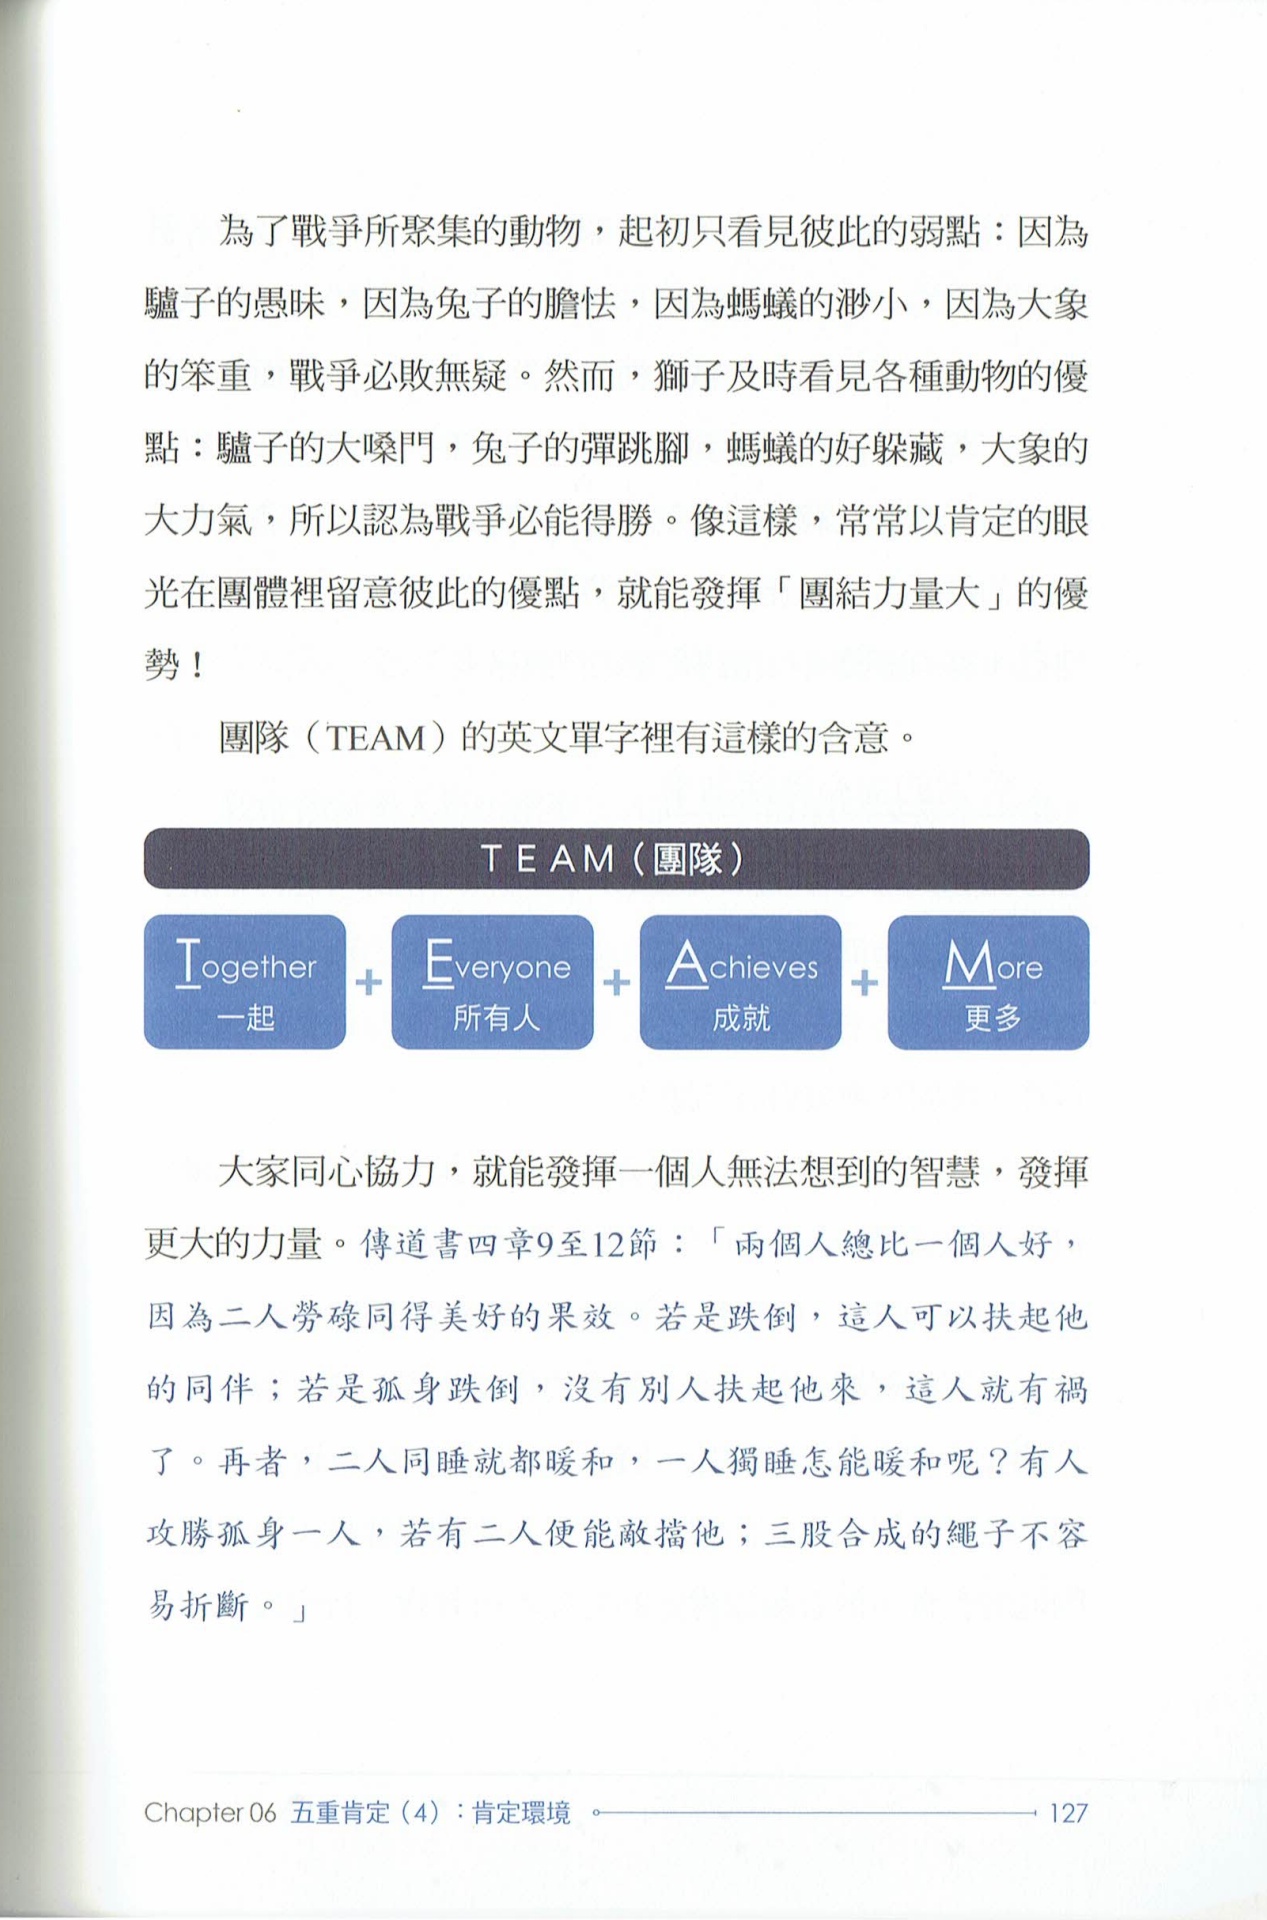 為了戰爭所聚集的動物，起初只看見彼此的弱點：因為
驢子的愚昧，因為兔子的膽怯，因為螞蟻的渺小，因為大象
的笨重，戰爭必敗無疑。然而，獅子及時看見各種動物的優
點：驢子的大嗓門，兔子的彈跳腳，螞蟻的好躲藏，大象的
大力氣，所以認為戰爭必能得勝。像這樣，常常以肯定的眼
光在團體裡留意彼此的優點，就能發揮「團結力量大」的優
勢！
團隊（TEAM）的英文單字裡有這樣的含意。
TEAM（團隊）
Together + Everyone + Achieves + More
一起 所有人 成就 更多
大家同心協力，就能發揮一個人無法想到的智慧，發揮
更大的力量。傳道書四章9至12節：「兩個人總比一個人好，
因為二人勞碌同得美好的果效。若是跌倒，這人可以扶起他
的同伴；若是孤身跌倒，沒有別人扶起他來，這人就有禍
了。再者，二人同睡就都暖和，一人獨睡怎能暖和呢？有人
攻勝孤身一人，若有二人便能敵擋他；三股合成的繩子不容
易折斷。」
Chapter 06 五重肯定（4）：肯定環境 127